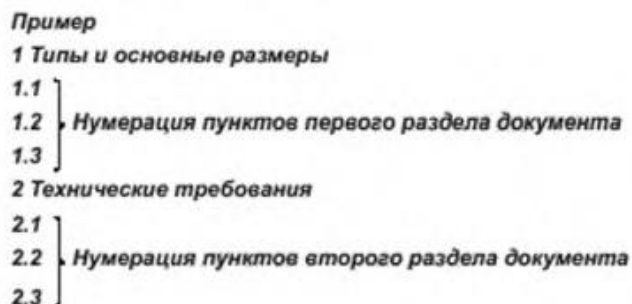 Пример
1 Типы и основные размеры
1.1
1.2 Нумерация пунктов первого раздела документа
1.3
2 Технические требования
2.1
2.2 Нумерация пунктов второго раздела документа
2.3